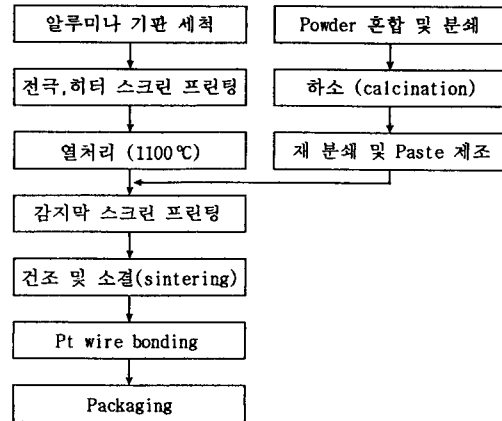 알루미나 기판 세척
Powder 혼합 및 분쇄
전극,히터 스크린 프린팅
하소 (calcination)
열처리 (1100℃)
재 분쇄 및 Paste 제조
감지막 스크린 프린팅
건조 및 소결(sintering)
Pt wire bonding
Packaging